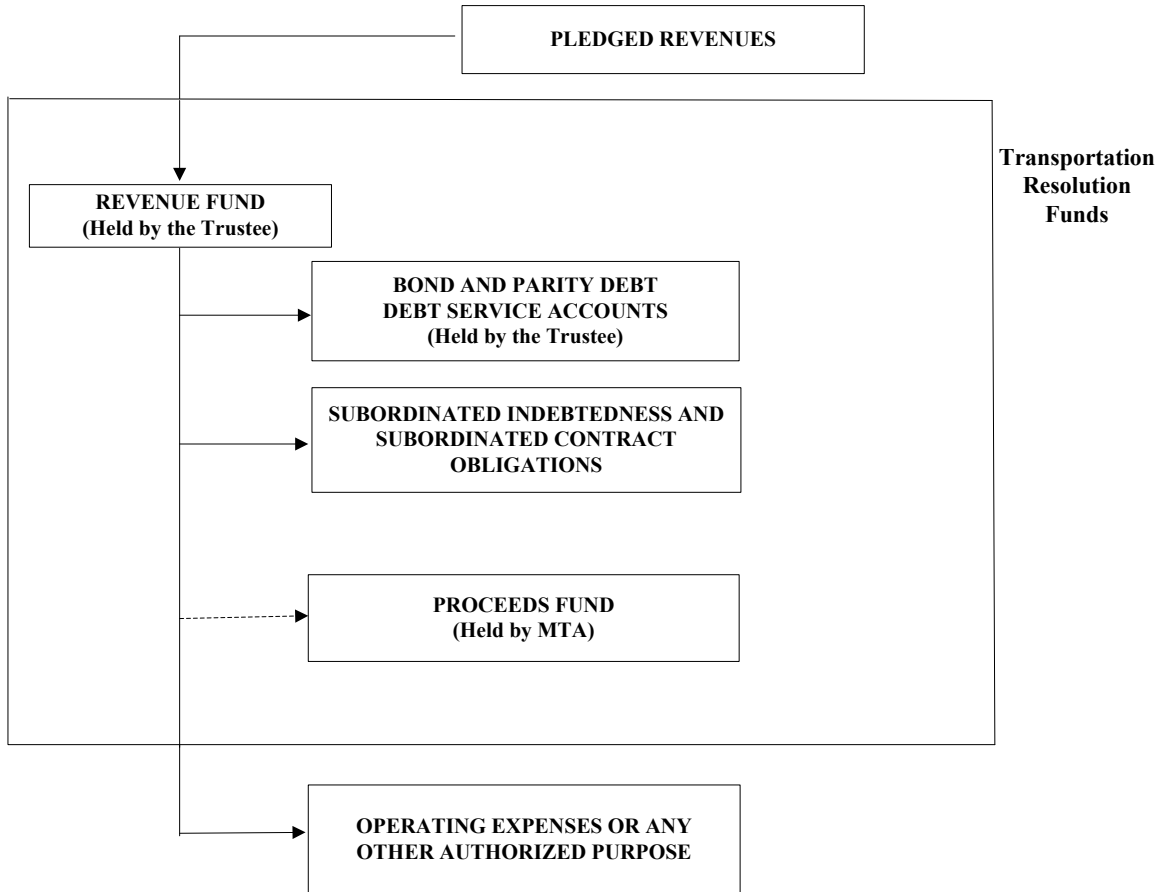 PLEDGED REVENUES
Transportation
Resolution
Funds
REVENUE FUND
(Held by the Trustee)
BOND AND PARITY DEBT
DEBT SERVICE ACCOUNTS
(Held by the Trustee)
SUBORDINATED INDEBTEDNESS AND
SUBORDINATED CONTRACT
OBLIGATIONS
PROCEEDS FUND
(Held by MTA)
OPERATING EXPENSES OR ANY
OTHER AUTHORIZED PURPOSE